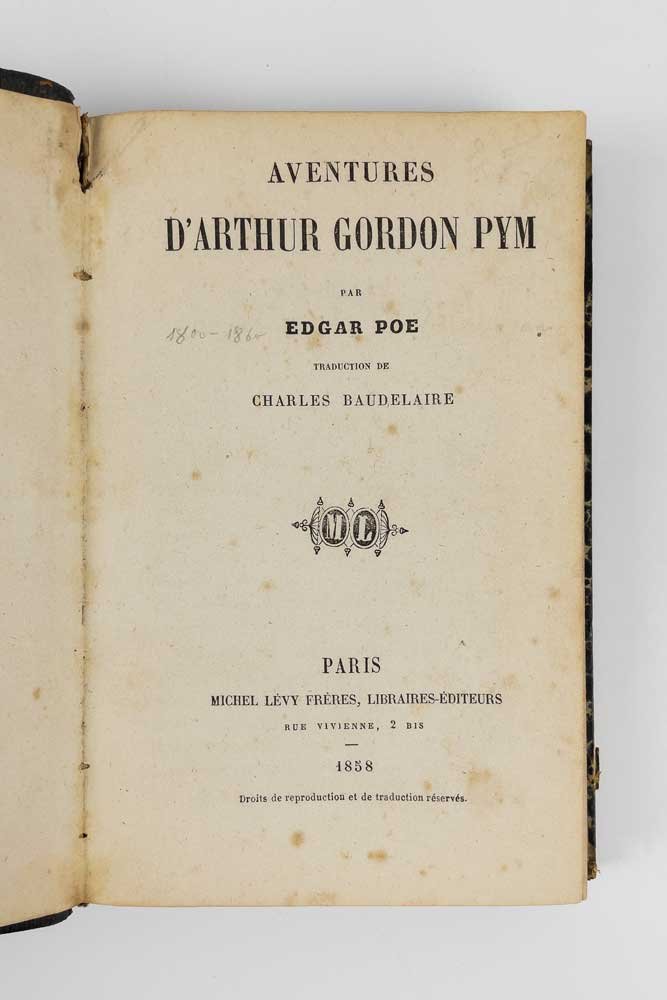 AVENTURES
D'ARTHUR GORDON PYM
PAR
EDGAR POE
1800-1860
TRADUCTION DE
CHARLES BAUDELAIRE
ML
PARIS
MICHEL LÉVY FRÈRES, LIBRAIRES-ÉDITEURS
RUE VIVIENNE, 2 BIS
1858
Droits de reproduction et de traduction réservés.